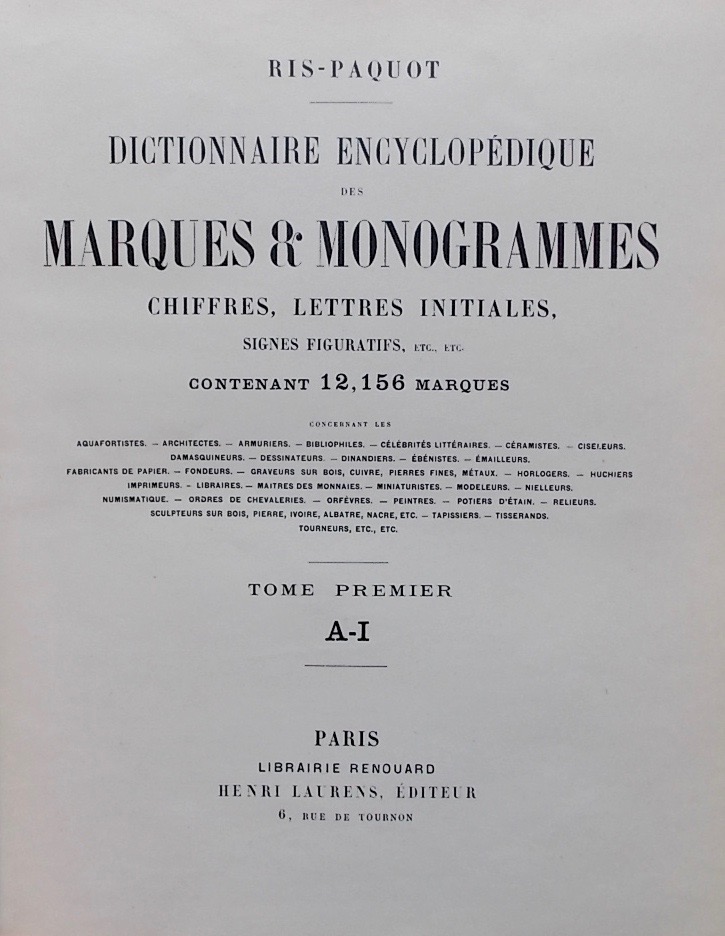 RIS-PAQUOT
DICTIONNAIRE ENCYCLOPÉDIQUE
DES
MARQUES & MONOGRAMMES
CHIFFRES, LETTRES INITIALES,
SIGNES FIGURATIFS, ETC., ETC.
CONTENANT 12,156 MARQUES
CONCERNANT LES
AQUAFORTISTES. — ARCHITECTES. — ARMURIERS. — BIBLIOPHILES. — CÉLÉBRITÉS LITTÉRAIRES. — CÉRAMISTES. — CISELEURS.
DAMASQUINEURS. — DESSINATEURS. — DINANDIERS. — ÉBÉNISTES. — ÉMAILLEURS.
FABRICANTS DE PAPIER. — FONDEURS. — GRAVEURS SUR BOIS, CUIVRE, PIERRES FINES, MÉTAUX. — HORLOGERS. — HUCHIERS
IMPRIMEURS. - LIBRAIRES. — MAITRES DES MONNAIES. — MINIATURISTES. — MODELEURS. — NIELLEURS.
NUMISMATIQUE. — ORDRES DE CHEVALERIES. — ORFÈVRES. — PEINTRES. — POTIERS D'ÉTAIN. — RELIEURS.
SCULPTEURS SUR BOIS, PIERRE, IVOIRE, ALBATRE, NACRE, ETC. — TAPISSIERS. — TISSERANDS.
TOURNEURS, ETC., ETC.
TOME PREMIER
A-I
PARIS
LIBRAIRIE RENOUARD
HENRI LAURENS, ÉDITEUR
6, RUE DE TOURNON